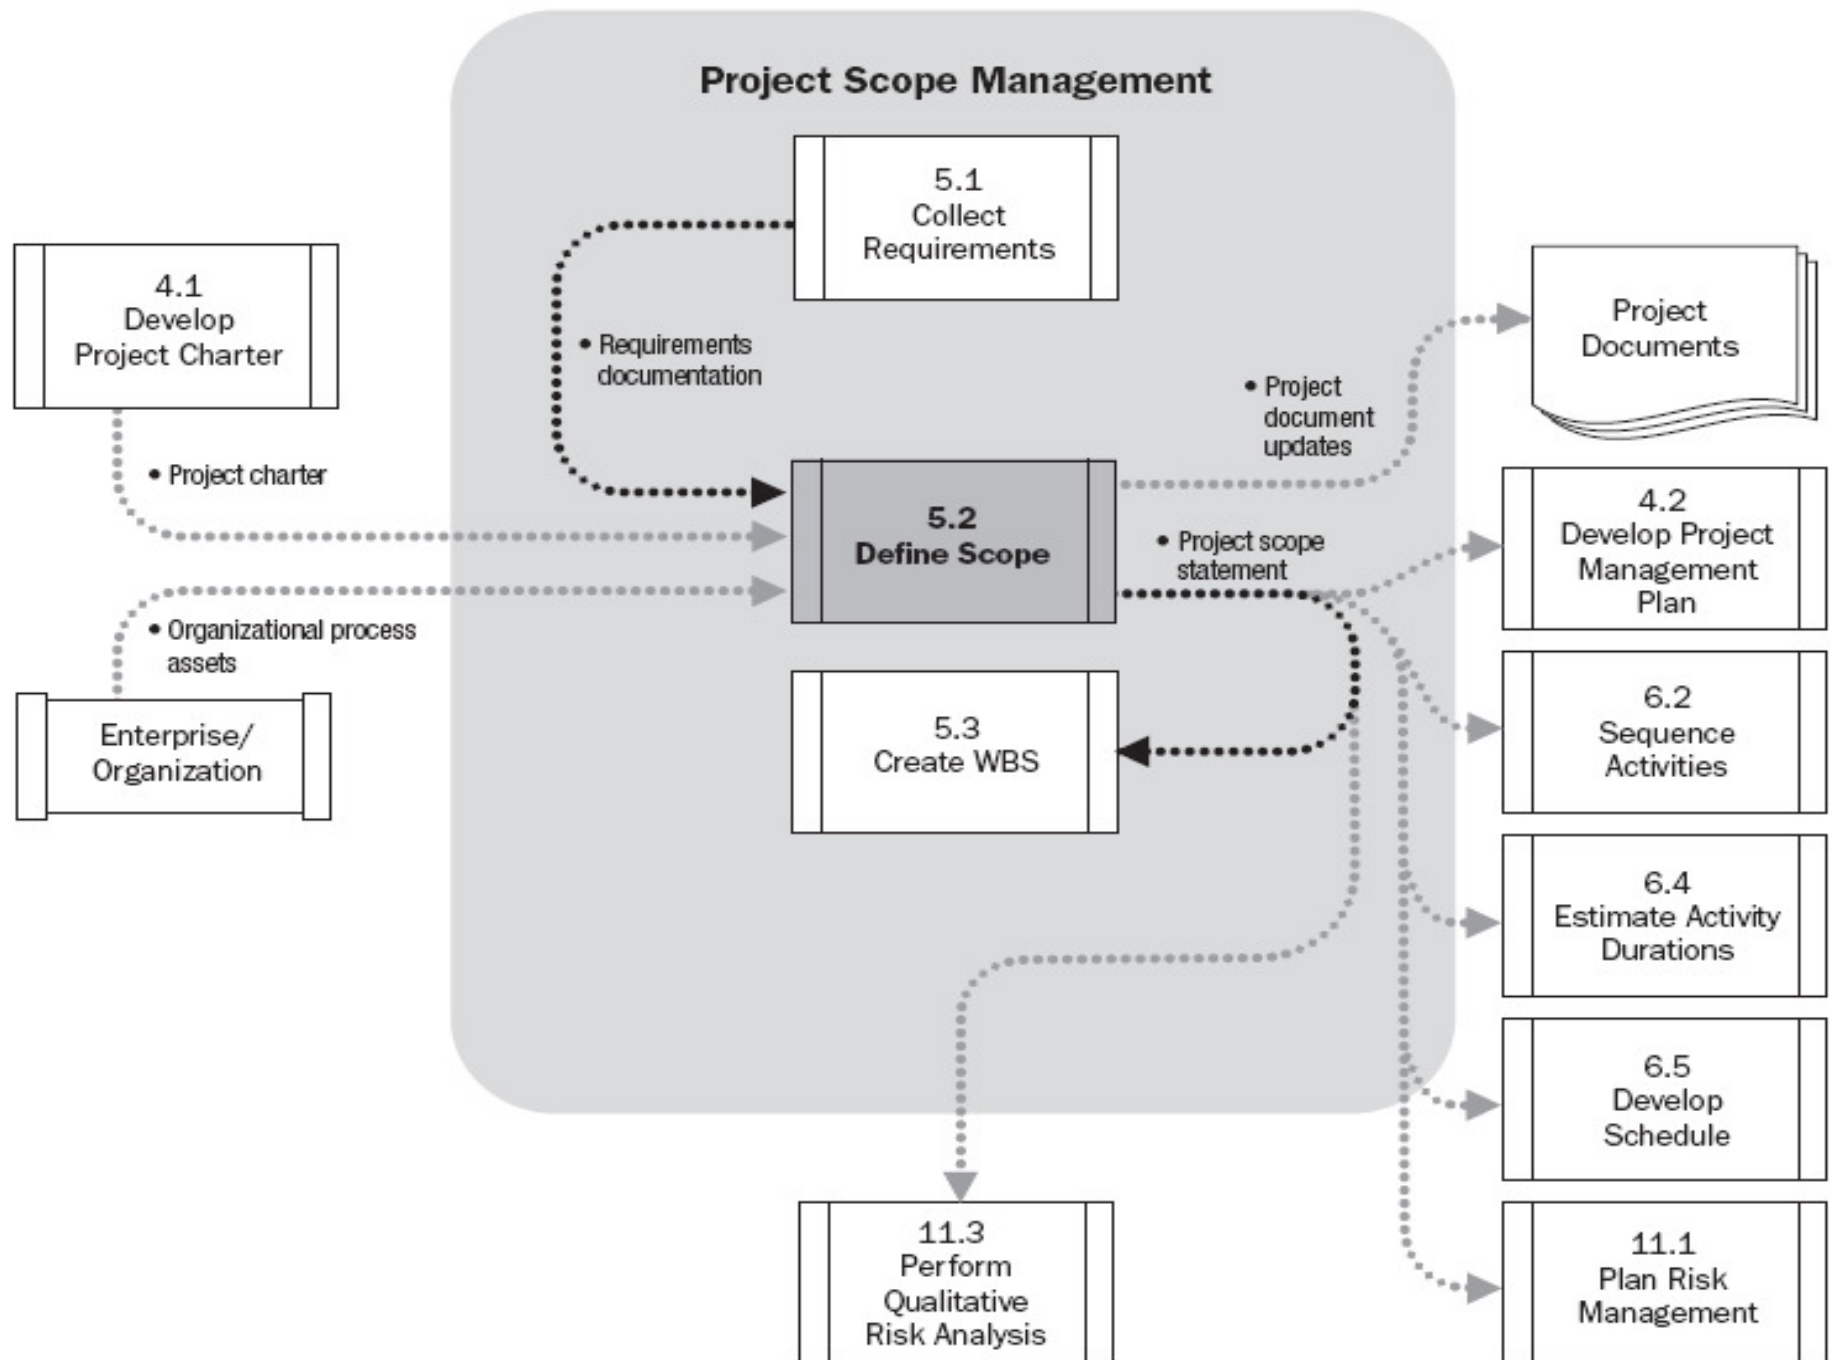 Project Scope Management
5.1
Collect
Requirements
4.1
Develop
Project Charter
• Requirements
documentation
Project
Documents
• Project
document
updates
• Project charter
5.2
Define Scope
• Project scope
statement
4.2
Develop Project
Management
Plan
• Organizational process
assets
Enterprise/
Organization
5.3
Create WBS
6.2
Sequence
Activities
6.4
Estimate Activity
Durations
6.5
Develop
Schedule
11.3
Perform
Qualitative
Risk Analysis
11.1
Plan Risk
Management